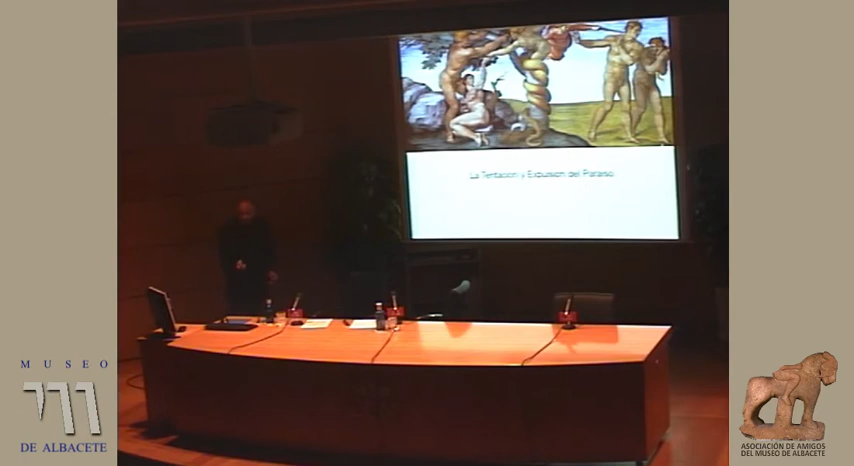 La Tentación y Expulsión del Paraíso.
MUSEO
DE ALBACETE
ASOCIACIÓN DE AMIGOS
DEL MUSEO DE ALBACETE